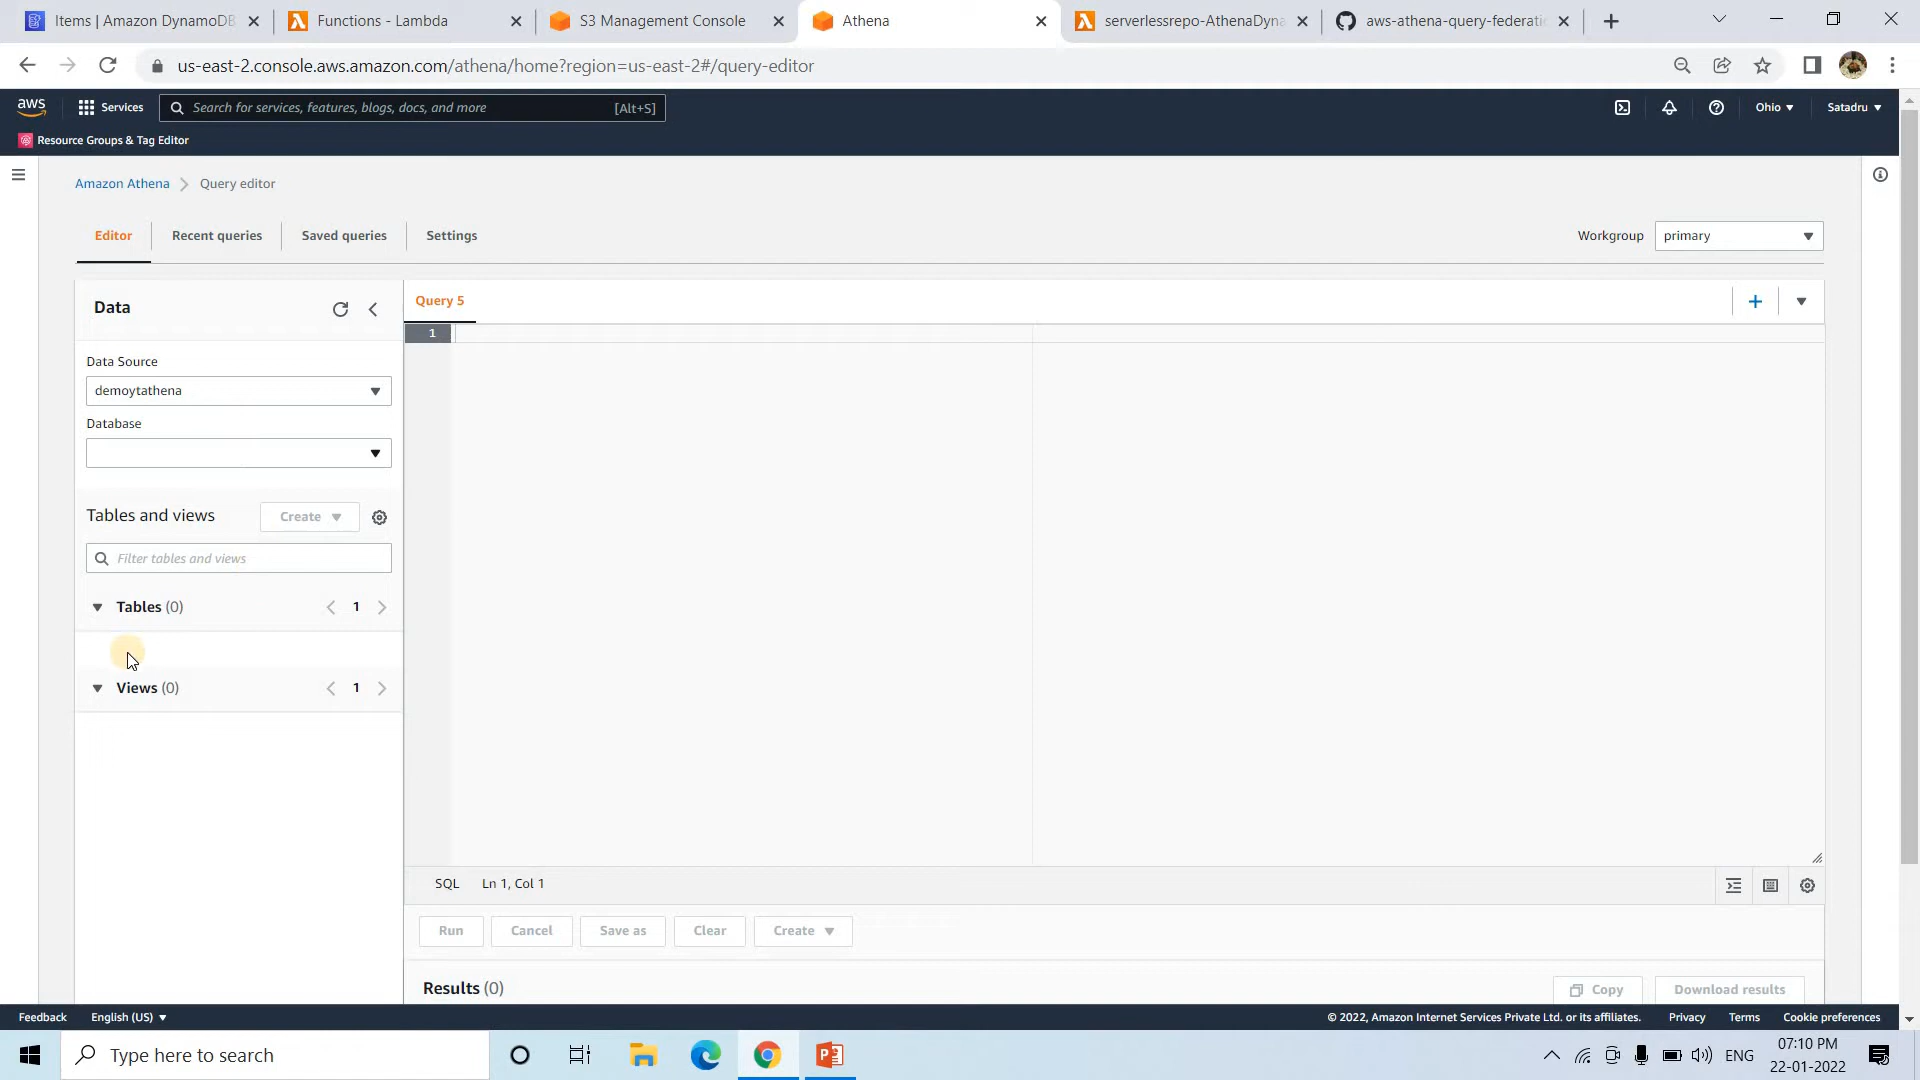 Items | Amazon DynamoDB
Functions - Lambda
S3 Management Console
Athena
serverlessrepo-AthenaDyna
aws-athena-query-federati
us-east-2.console.aws.amazon.com/athena/home?region=us-east-2#/query-editor
aws
Services
Search for services, features, blogs, docs, and more
[Alt+S]
Ohio
Satadru
Resource Groups & Tag Editor
Amazon Athena
Query editor
Editor
Recent queries
Saved queries
Settings
Workgroup
primary
Data
Query 5
1
Data Source
demoytathena
Database
Tables and views
Create
Filter tables and views
Tables (0)
1
Views (0)
1
SQL
Ln 1, Col 1
Run
Cancel
Save as
Clear
Create
Results (0)
Copy
Download results
Feedback
English (US)
© 2022, Amazon Internet Services Private Ltd. or its affiliates.
Privacy
Terms
Cookie preferences
Type here to search
ENG
07:10 PM
22-01-2022